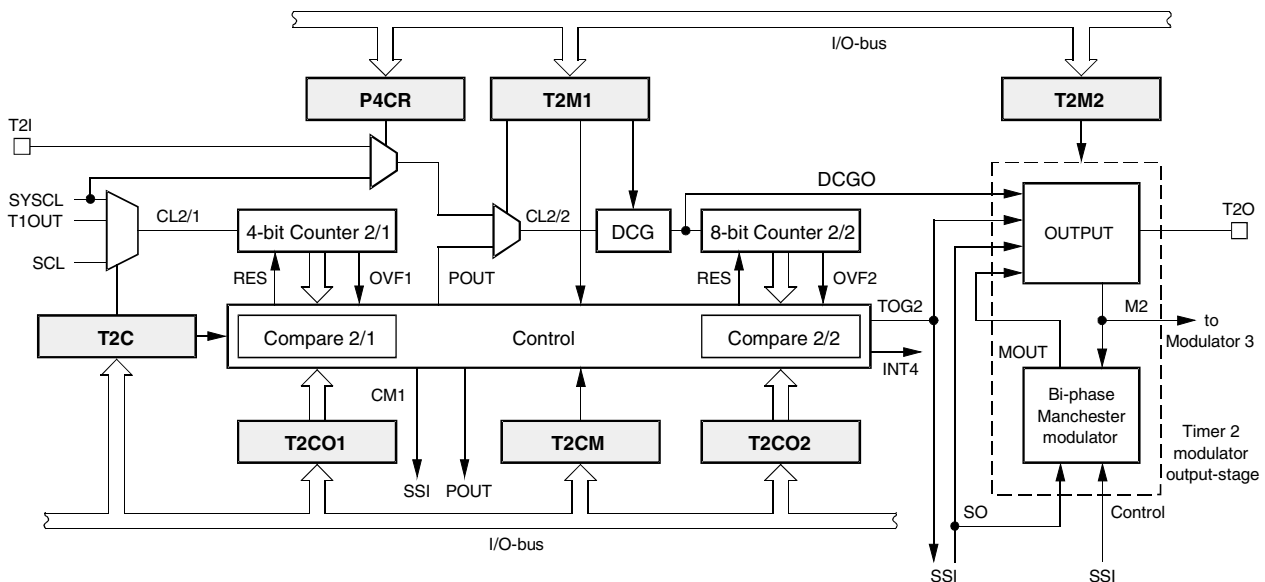 I/O-bus
P4CR
T2M1
T2M2
T2I
DCGO
SYSCL
T1OUT
SCL
CL2/1
4-bit Counter 2/1
CL2/2
DCG
8-bit Counter 2/2
OUTPUT
T2O
RES
OVF1
POUT
RES
OVF2
TOG2
M2
to
Modulator 3
T2C
Compare 2/1
Control
Compare 2/2
INT4
MOUT
CM1
Bi-phase
Manchester
modulator
T2CO1
T2CM
T2CO2
Timer 2
modulator
output-stage
SSI
POUT
SO
Control
I/O-bus
SSI
SSI